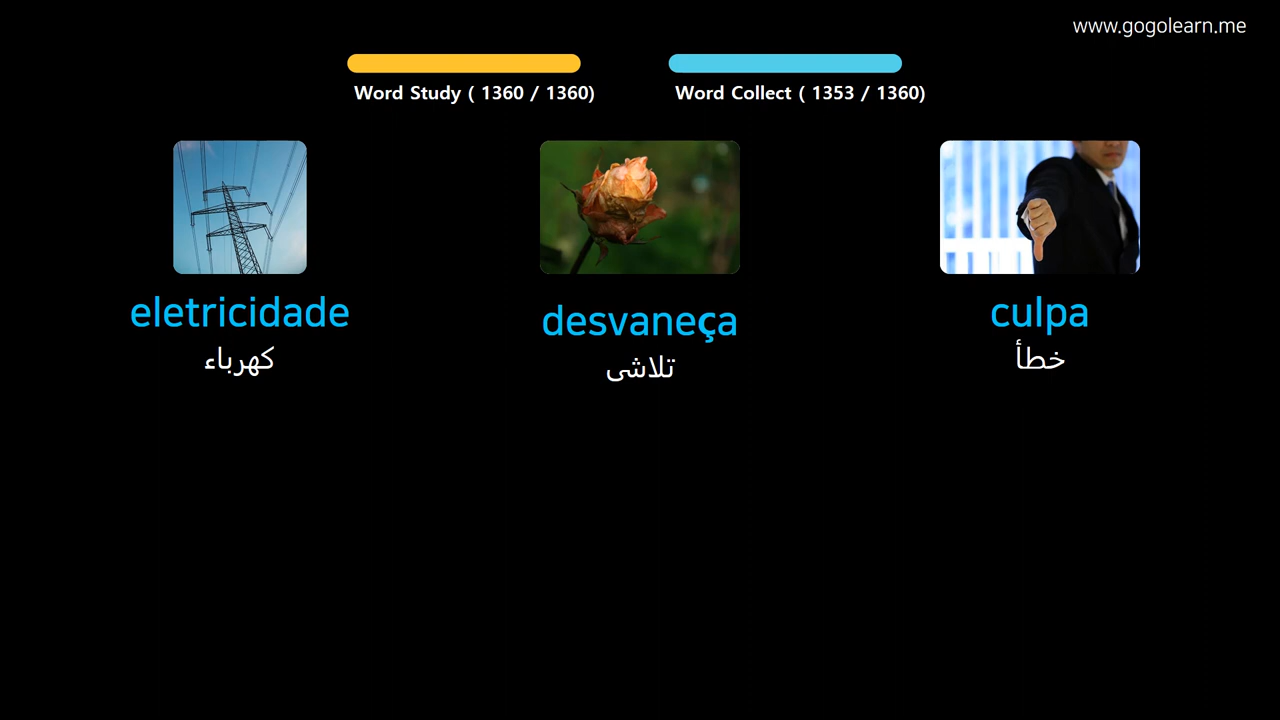 www.gogolearn.me
Word Study ( 1360 / 1360)
Word Collect ( 1353 / 1360)
eletricidade
كهرباء
desvaneça
تلاشى
culpa
خطأ